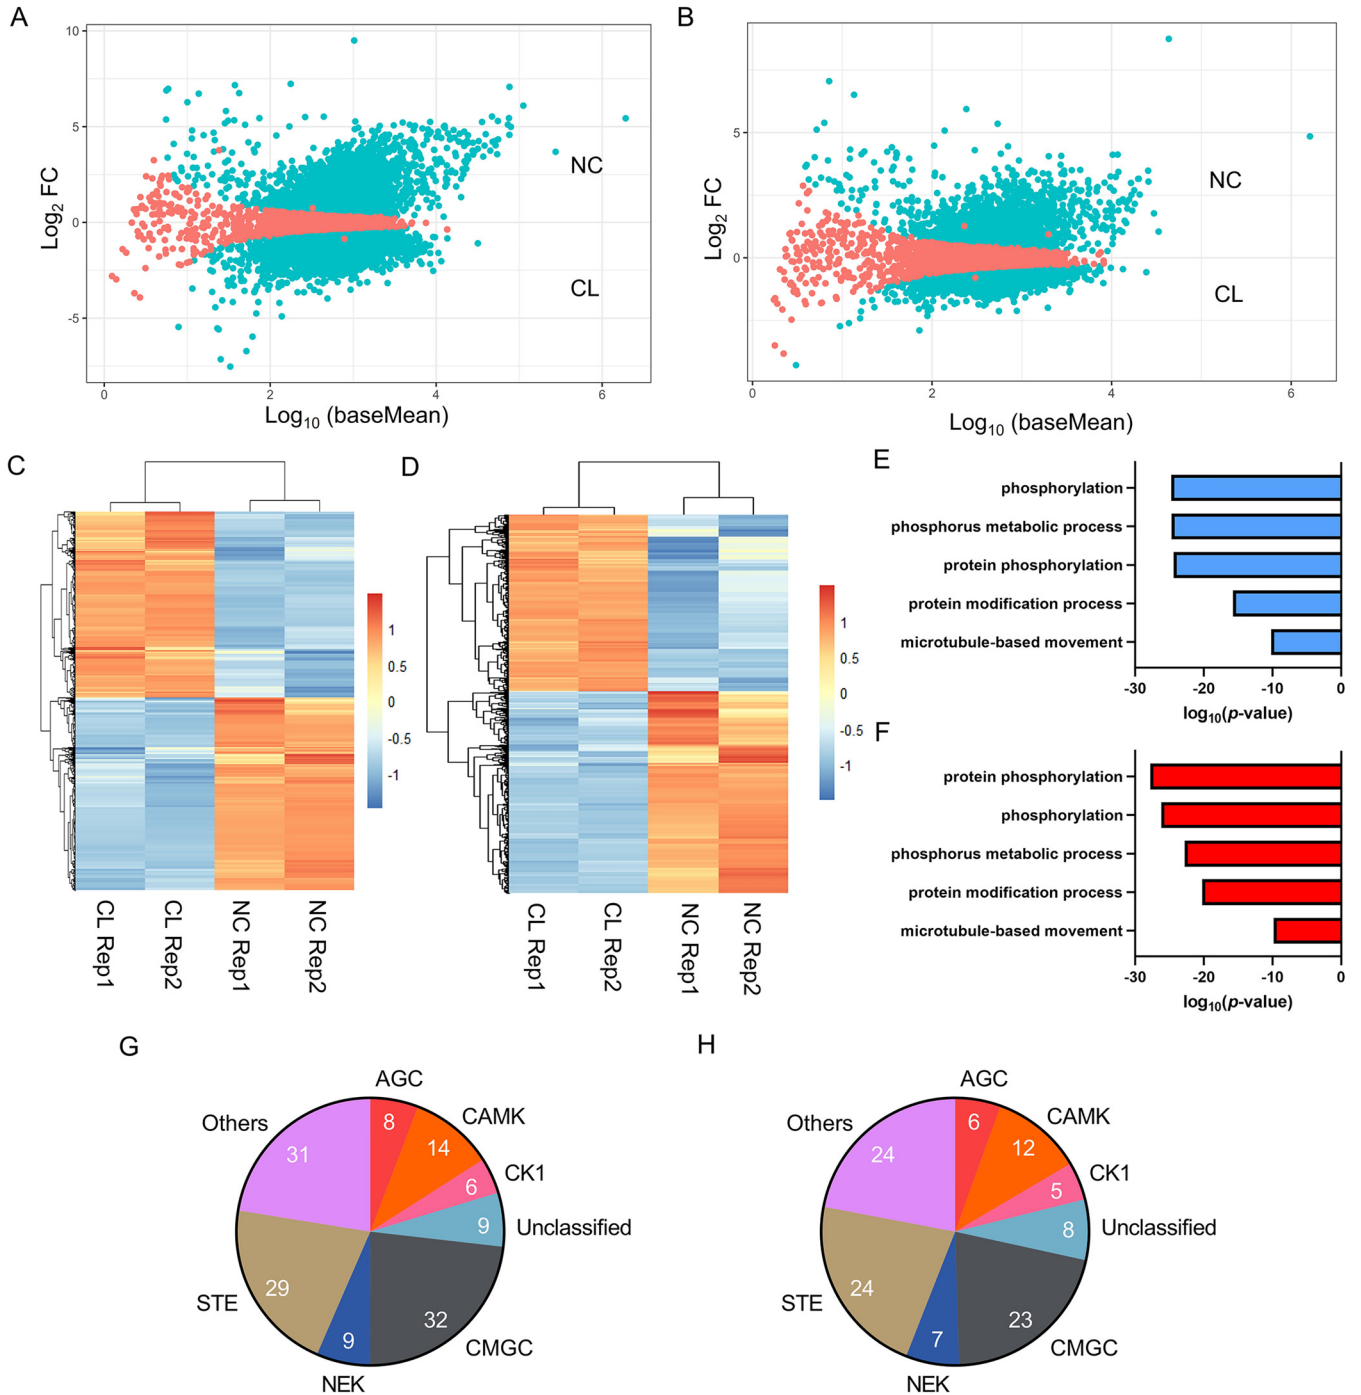 A
10
5
0
-5
Log2 FC
NC
CL
0
2
4
6
Log10 (baseMean)
B
5
0
Log2 FC
NC
CL
0
2
4
6
Log10 (baseMean)
C
1
0.5
0
-0.5
-1
CL Rep1
CL Rep2
NC Rep1
NC Rep2
D
1
0.5
0
-0.5
-1
CL Rep1
CL Rep2
NC Rep1
NC Rep2
E
phosphorylation
phosphorus metabolic process
protein phosphorylation
protein modification process
microtubule-based movement
-30
-20
-10
0
log10(p-value)
F
protein phosphorylation
phosphorylation
phosphorus metabolic process
protein modification process
microtubule-based movement
-30
-20
-10
0
log10(p-value)
G
AGC
8
CAMK
14
CK1
6
Unclassified
9
CMGC
32
NEK
9
STE
29
Others
31
H
AGC
6
CAMK
12
CK1
5
Unclassified
8
CMGC
23
NEK
7
STE
24
Others
24